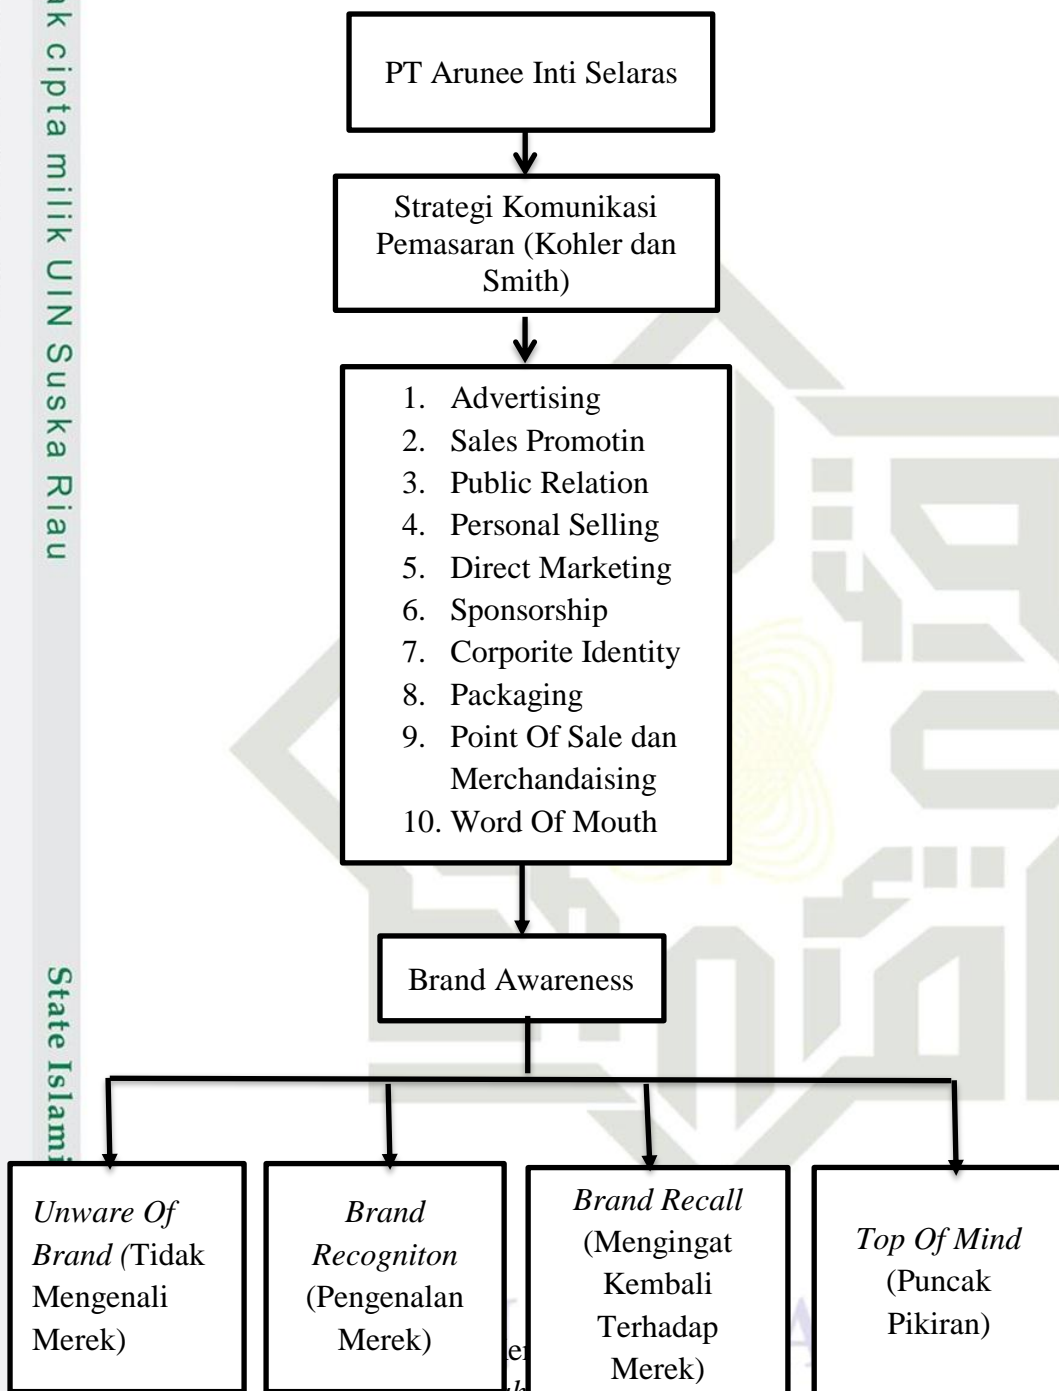 PT Arunee Inti Selaras
Strategi Komunikasi
Pemasaran (Kohler dan
Smith)
1. Advertising
2. Sales Promotin
3. Public Relation
4. Personal Selling
5. Direct Marketing
6. Sponsorship
7. Corporite Identity
8. Packaging
9. Point Of Sale dan
Merchandaising
10. Word Of Mouth
Brand Awareness
Unware Of
Brand (Tidak
Mengenali
Merek)
Brand
Recogniton
(Pengenalan
Merek)
Brand Recall
(Mengingat
Kembali
Terhadap
Merek)
Top Of Mind
(Puncak
Pikiran)
cipta milik UIN Suska Riau
State Islami